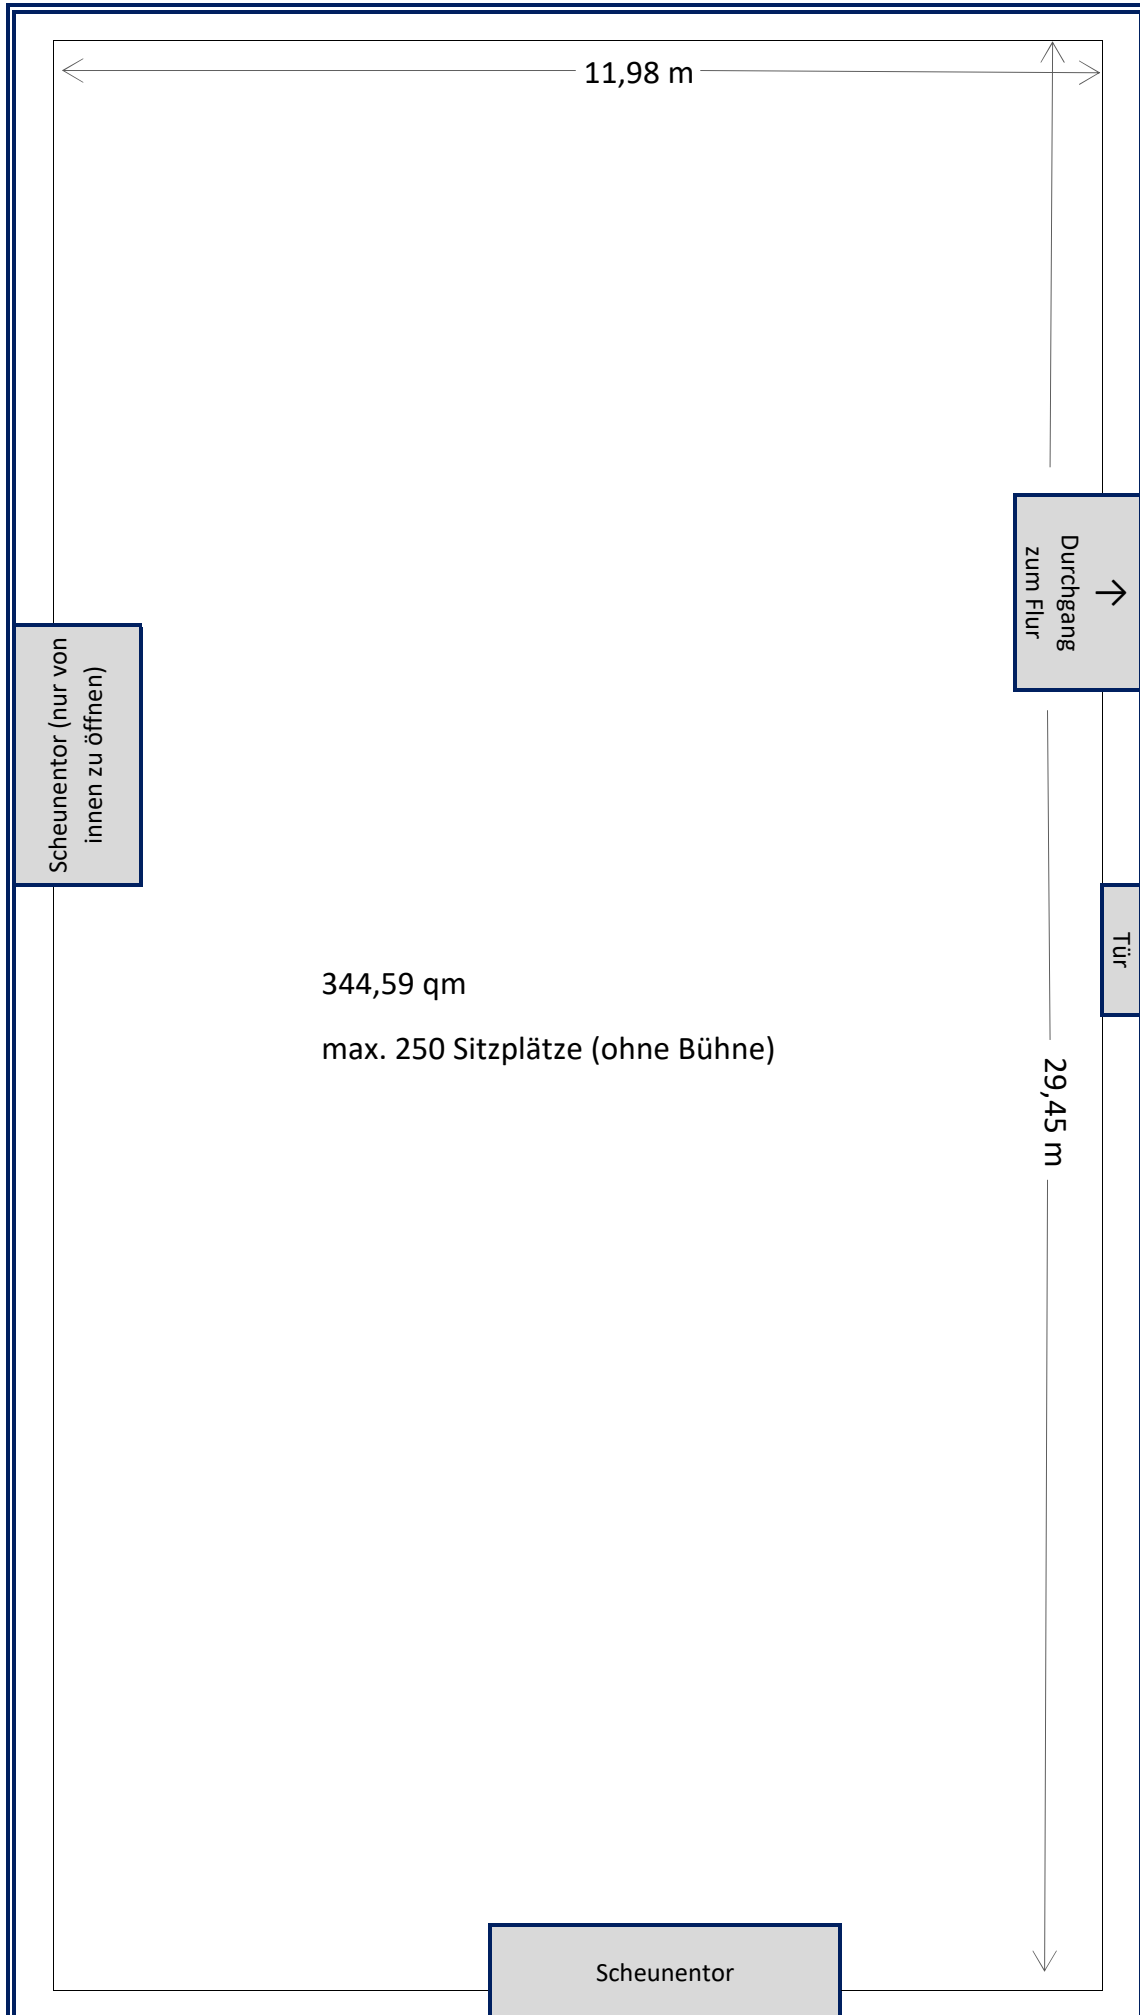 11,98 m
Durchgang
zum Flur
Scheunentor (nur von
innen zu öffnen)
Tür
344,59 qm
max. 250 Sitzplätze (ohne Bühne)
29,45 m
Scheunentor